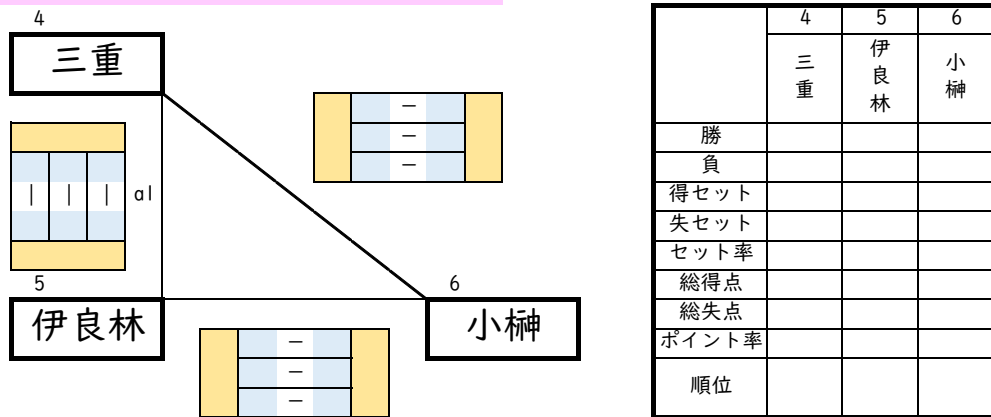 4
三重
－
－
－
| | | a1
5
伊良林
6
小榊
－
－
－
4 5 6
三重 伊良林 小榊
勝
負
得セット
失セット
セット率
総得点
総失点
ポイント率
順位